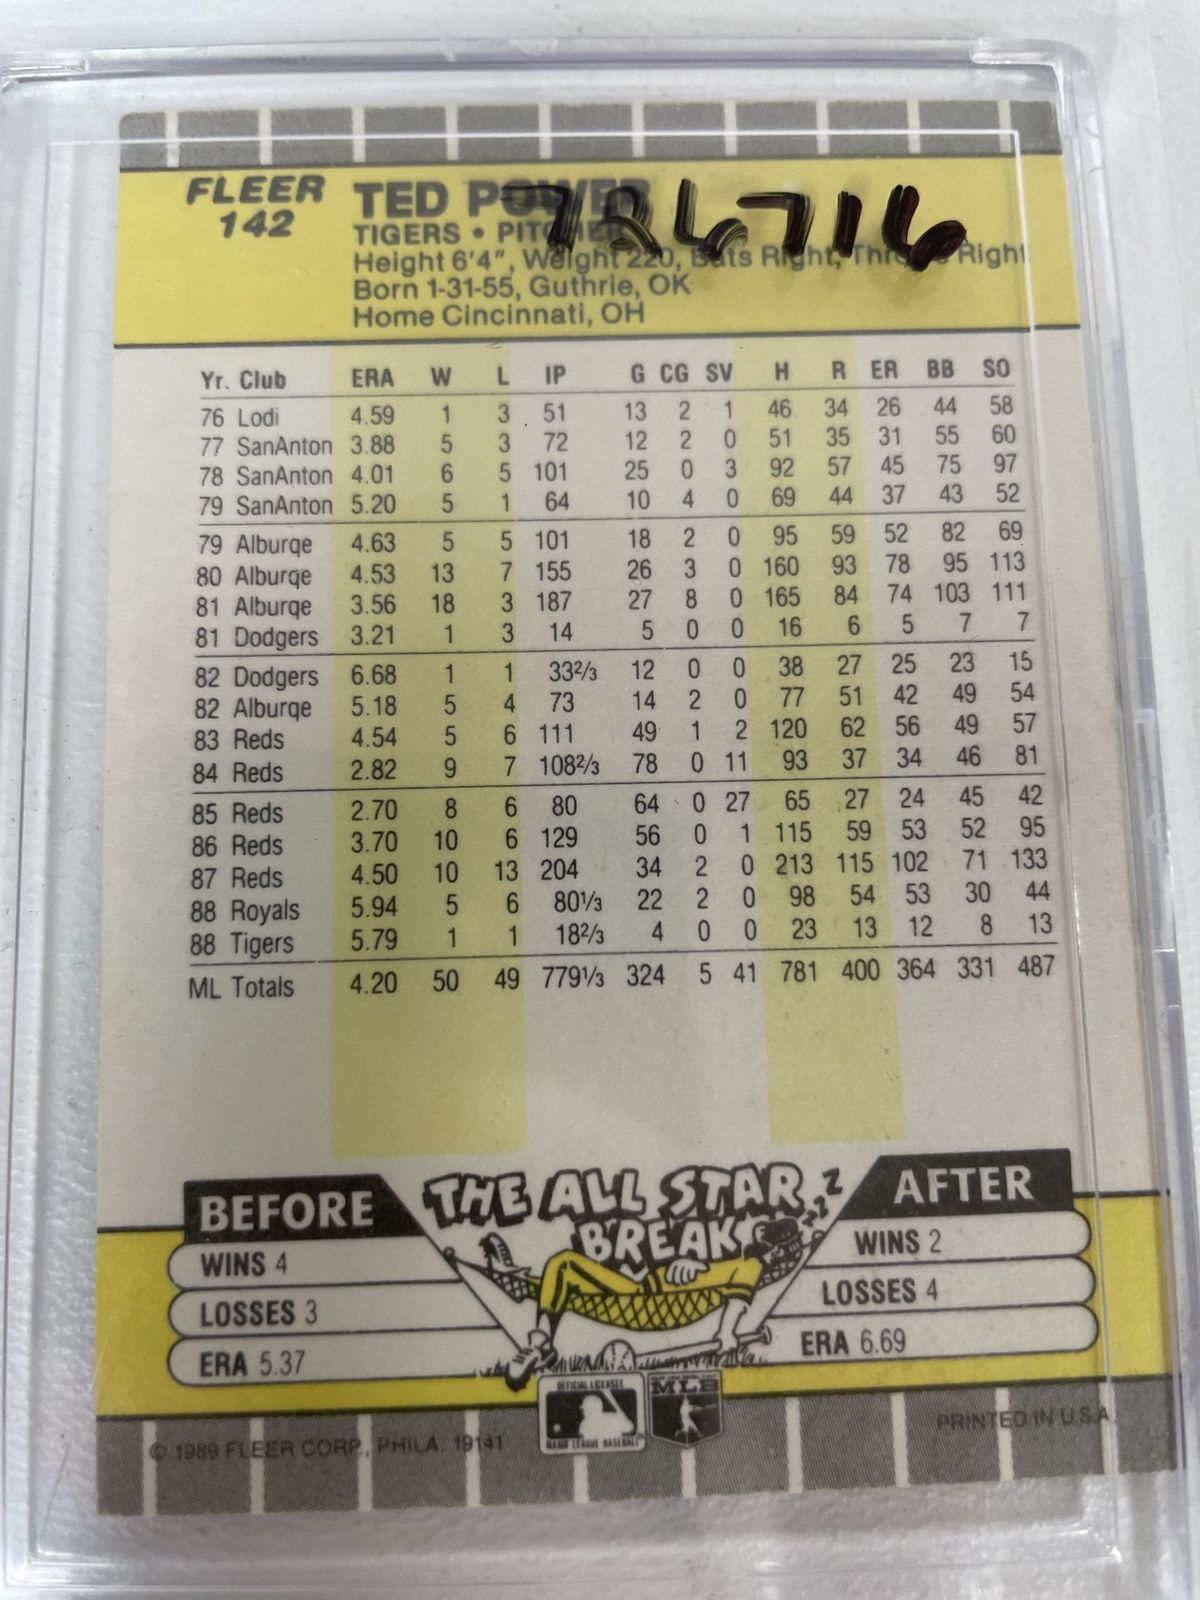 FLEER
142
TED POWER
726716
TIGERS • PITCHER
Height 6'4", Weight 220, Bats Right, Throws Right
Born 1-31-55, Guthrie, OK
Home Cincinnati, OH
Yr. Club ERA W L IP G CG SV H R ER BB SO
76 Lodi 4.59 1 3 51 13 2 1 46 34 26 44 58
77 SanAnton 3.88 5 3 72 12 2 0 51 35 31 55 60
78 SanAnton 4.01 6 5 101 25 0 3 92 57 45 75 97
79 SanAnton 5.20 5 1 64 10 4 0 69 44 37 43 52
79 Alburqe 4.63 5 5 101 18 2 0 95 59 52 82 69
80 Alburqe 4.53 13 7 155 26 3 0 160 93 78 95 113
81 Alburqe 3.56 18 3 187 27 8 0 165 84 74 103 111
81 Dodgers 3.21 1 3 14 5 0 0 16 6 5 7 7
82 Dodgers 6.68 1 1 33⅔ 12 0 0 38 27 25 23 15
82 Alburqe 5.18 5 4 73 14 2 0 77 51 42 49 54
83 Reds 4.54 5 6 111 49 1 2 120 62 56 49 57
84 Reds 2.82 9 7 108⅔ 78 0 11 93 37 34 46 81
85 Reds 2.70 8 6 80 64 0 27 65 27 24 45 42
86 Reds 3.70 10 6 129 56 0 1 115 59 53 52 95
87 Reds 4.50 10 13 204 34 2 0 213 115 102 71 133
88 Royals 5.94 5 6 80⅓ 22 2 0 98 54 53 30 44
88 Tigers 5.79 1 1 18⅔ 4 0 0 23 13 12 8 13
ML Totals 4.20 50 49 779⅓ 324 5 41 781 400 364 331 487
THE ALL STAR
BREAK
ZZZZ
BEFORE
WINS 4
LOSSES 3
ERA 5.37
AFTER
WINS 2
LOSSES 4
ERA 6.69
OFFICIAL LICENSEE
MAJOR LEAGUE BASEBALL
MLB
© 1989 FLEER CORP., PHILA. 19141
PRINTED IN U.S.A.